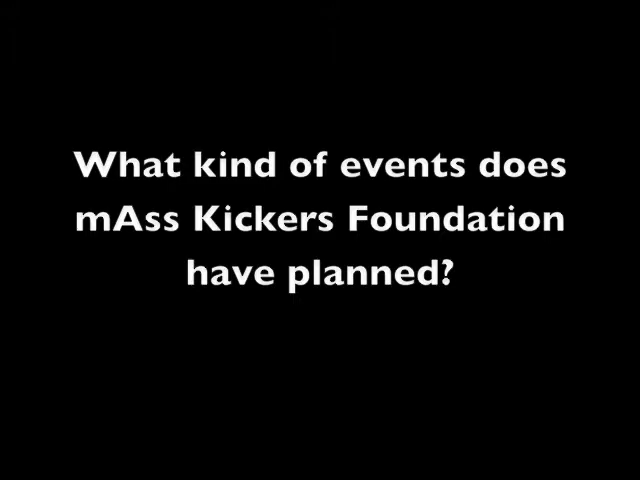 What kind of events does
mAss Kickers Foundation
have planned?